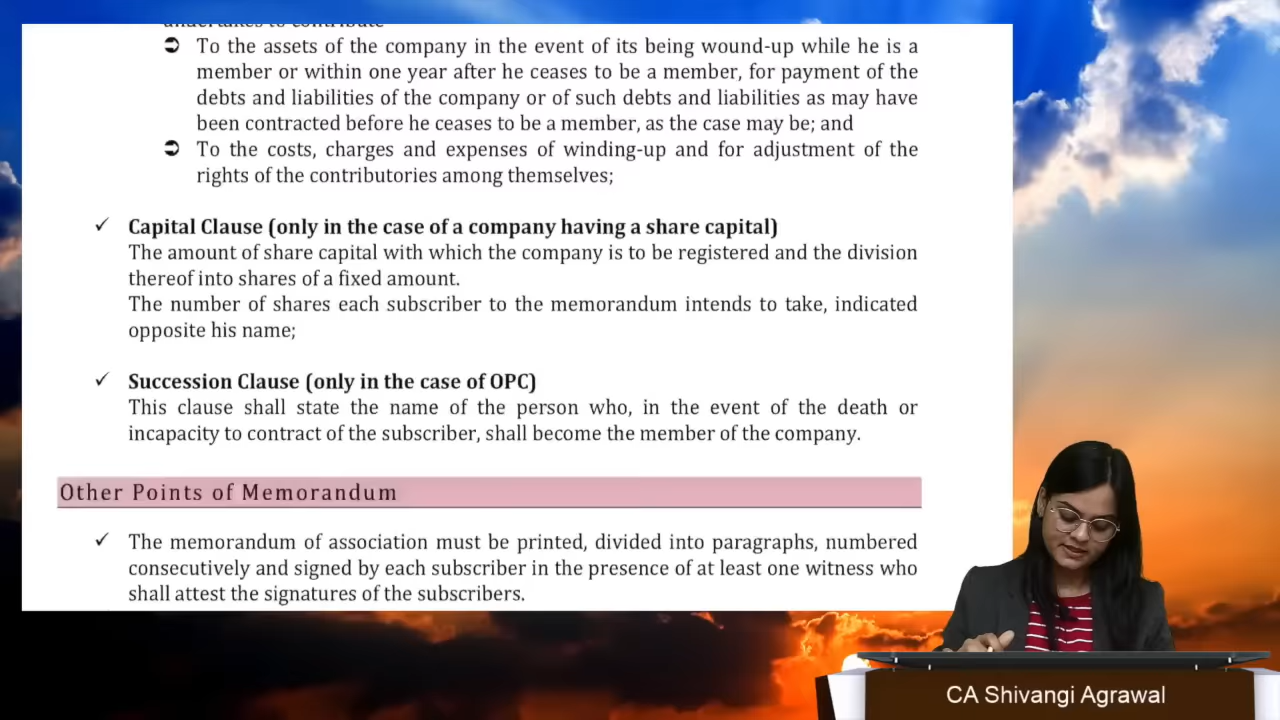 undertakes to contribute
➲ To the assets of the company in the event of its being wound-up while he is a
member or within one year after he ceases to be a member, for payment of the
debts and liabilities of the company or of such debts and liabilities as may have
been contracted before he ceases to be a member, as the case may be; and
➲ To the costs, charges and expenses of winding-up and for adjustment of the
rights of the contributories among themselves;
✓ Capital Clause (only in the case of a company having a share capital)
The amount of share capital with which the company is to be registered and the division
thereof into shares of a fixed amount.
The number of shares each subscriber to the memorandum intends to take, indicated
opposite his name;
✓ Succession Clause (only in the case of OPC)
This clause shall state the name of the person who, in the event of the death or
incapacity to contract of the subscriber, shall become the member of the company.
Other Points of Memorandum
✓ The memorandum of association must be printed, divided into paragraphs, numbered
consecutively and signed by each subscriber in the presence of at least one witness who
shall attest the signatures of the subscribers.
CA Shivangi Agrawal